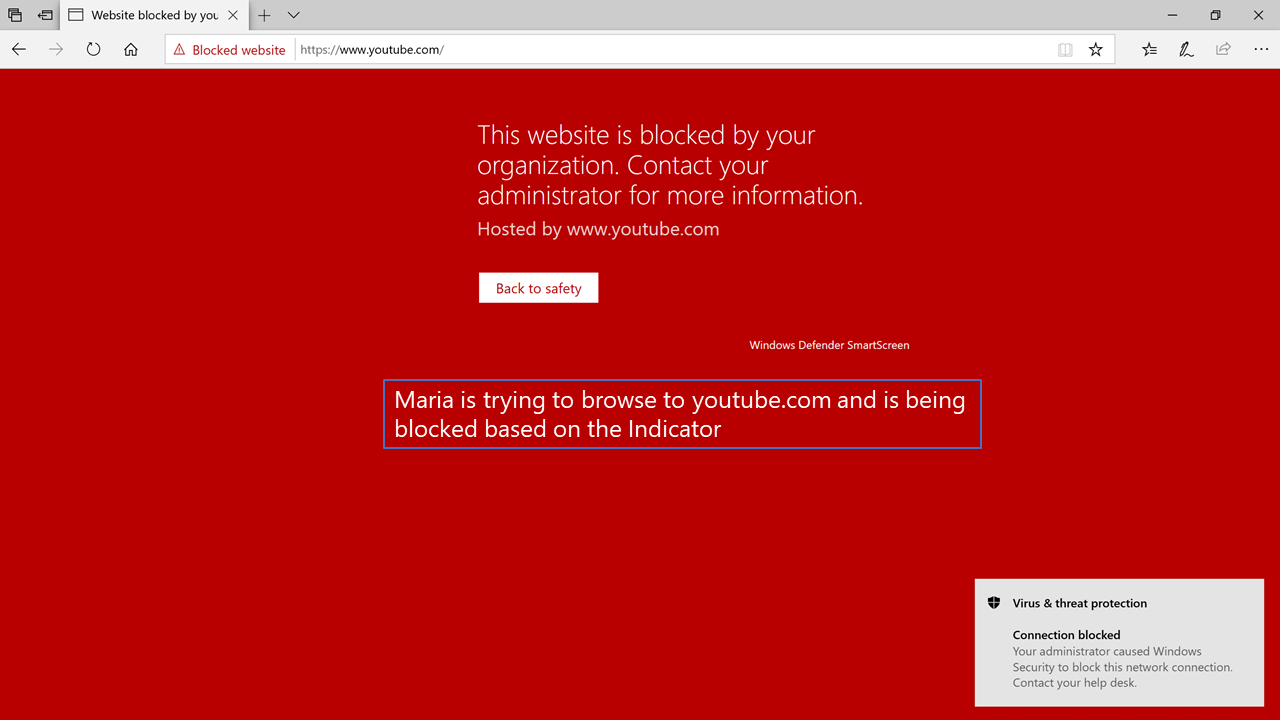 Website blocked by you
Blocked website
https://www.youtube.com/
This website is blocked by your
organization. Contact your
administrator for more information.
Hosted by www.youtube.com
Back to safety
Windows Defender SmartScreen
Maria is trying to browse to youtube.com and is being
blocked based on the Indicator
Virus & threat protection
Connection blocked
Your administrator caused Windows
Security to block this network connection.
Contact your help desk.